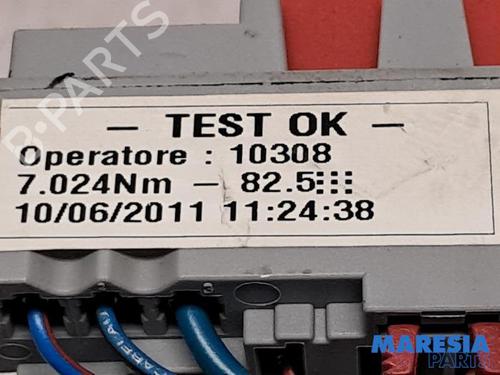 — TEST OK —
Operatore : 10308
7.024Nm — 82.5
10/06/2011 11:24:38
B-PARTS
MARESIA
PARTS